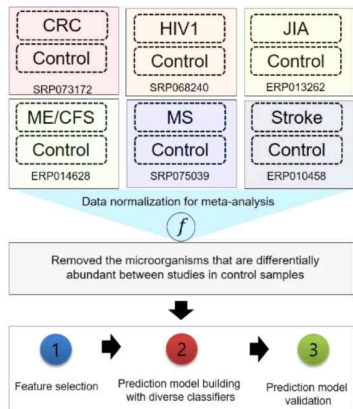 CRC
Control
SRP073172
HIV1
Control
SRP068240
JIA
Control
ERP013262
ME/CFS
Control
ERP014628
MS
Control
SRP075039
Stroke
Control
ERP010458
Data normalization for meta-analysis
f
Removed the microorganisms that are differentially
abundant between studies in control samples
1
Feature selection
2
Prediction model building
with diverse classifiers
3
Prediction model
validation